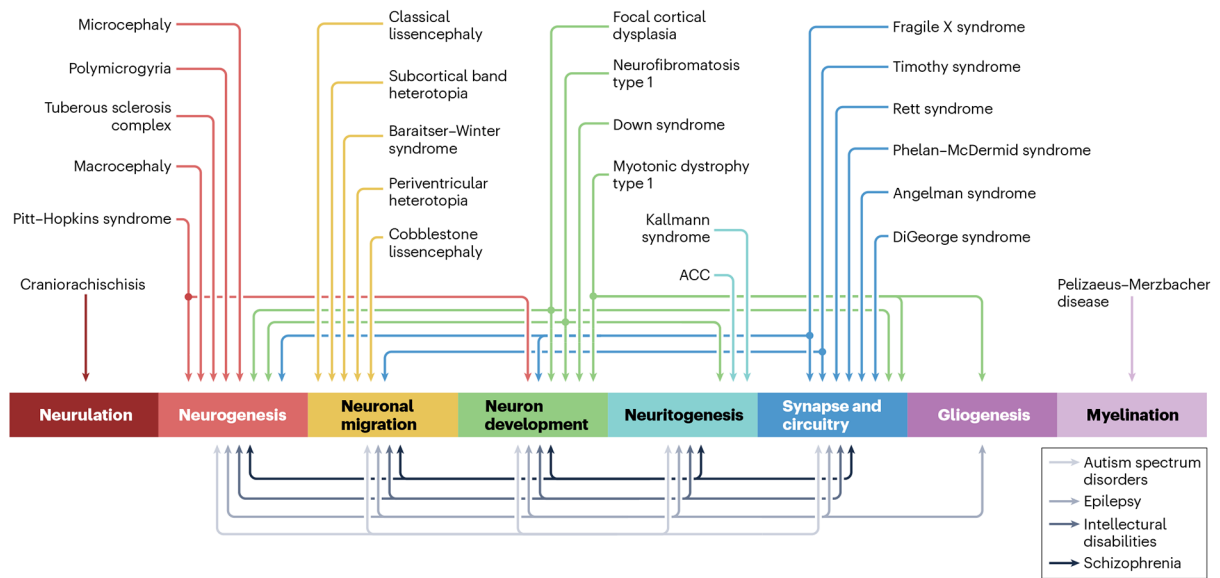 Microcephaly
Polymicrogyria
Tuberous sclerosis
complex
Macrocephaly
Pitt–Hopkins syndrome
Craniorachischisis
Classical
lissencephaly
Subcortical band
heterotopia
Baraitser–Winter
syndrome
Periventricular
heterotopia
Cobblestone
lissencephaly
Focal cortical
dysplasia
Neurofibromatosis
type 1
Down syndrome
Myotonic dystrophy
type 1
Kallmann
syndrome
ACC
Fragile X syndrome
Timothy syndrome
Rett syndrome
Phelan–McDermid syndrome
Angelman syndrome
DiGeorge syndrome
Pelizaeus–Merzbacher
disease
Neurulation
Neurogenesis
Neuronal
migration
Neuron
development
Neuritogenesis
Synapse and
circuitry
Gliogenesis
Myelination
Autism spectrum
disorders
Epilepsy
Intellectural
disabilities
Schizophrenia